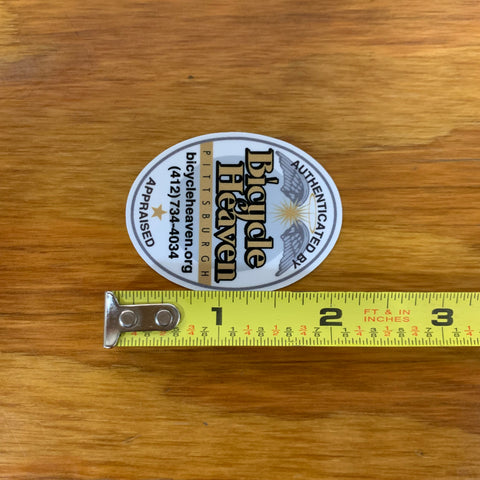 AUTHENTICATED BY
Bicycle
Heaven
PITTSBURGH
bicycleheaven.org
(412)734-4034
APPRAISED
1 2 3
FT & IN
INCHES